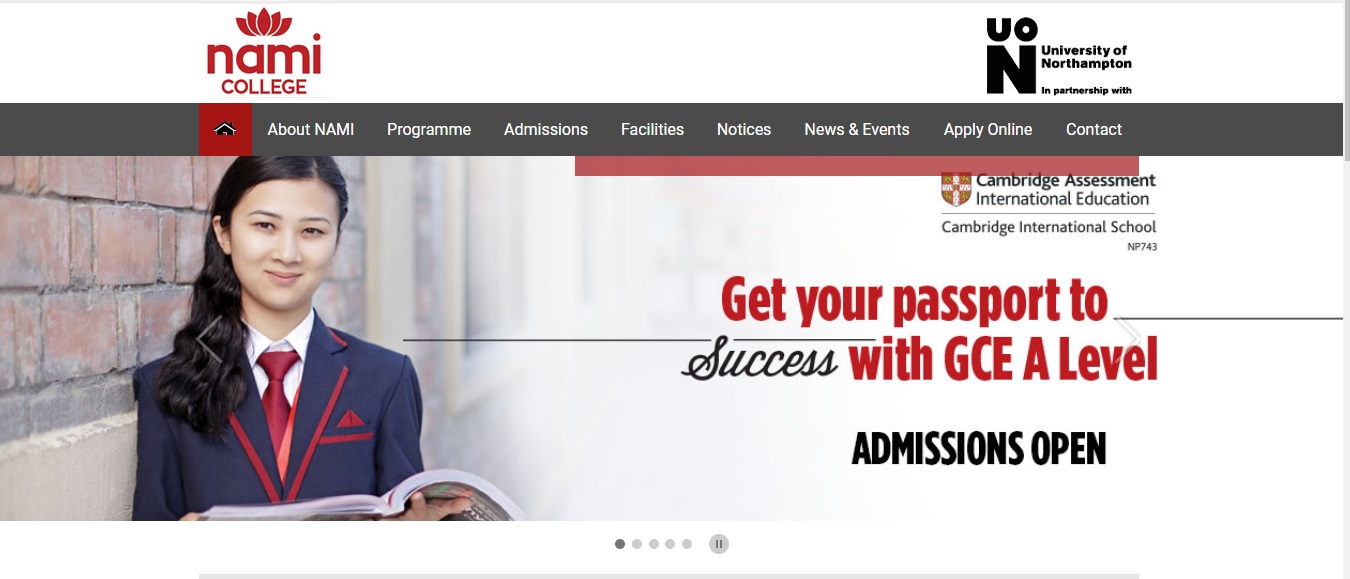 nami
COLLEGE
UON
University of
Northampton
In partnership with
About NAMI Programme Admissions Facilities Notices News & Events Apply Online Contact
Cambridge Assessment
International Education
Cambridge International School
NP743
Get your passport to
Success with GCE A Level
ADMISSIONS OPEN